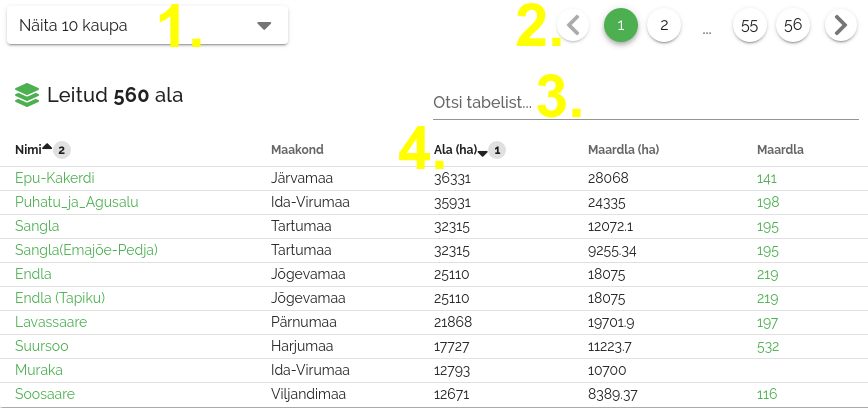 Näita 10 kaupa 1. 2. 1 2 ... 55 56
Leitud 560 ala
Otsi tabelist... 3.
4.
Nimi 2 Maakond Ala (ha) 1 Maardla (ha) Maardla
Epu-Kakerdi Järvamaa 36331 28068 141
Puhatu_ja_Agusalu Ida-Virumaa 35931 24335 198
Sangla Tartumaa 32315 12072.1 195
Sangla(Emajõe-Pedja) Tartumaa 32315 9255.34 195
Endla Jõgevamaa 25110 18075 219
Endla (Tapiku) Jõgevamaa 25110 18075 219
Lavassaare Pärnumaa 21868 19701.9 197
Suursoo Harjumaa 17727 11223.7 532
Muraka Ida-Virumaa 12793 10700
Soosaare Viljandimaa 12671 8389.37 116